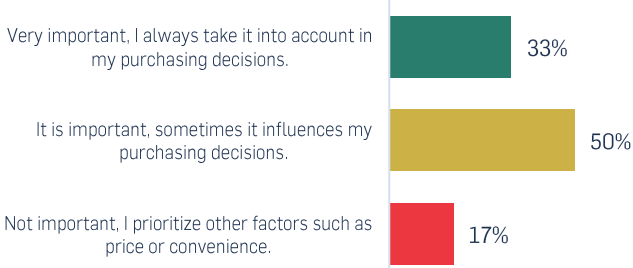 Very important, I always take it into account in
my purchasing decisions.
33%
It is important, sometimes it influences my
purchasing decisions.
50%
Not important, I prioritize other factors such as
price or convenience.
17%